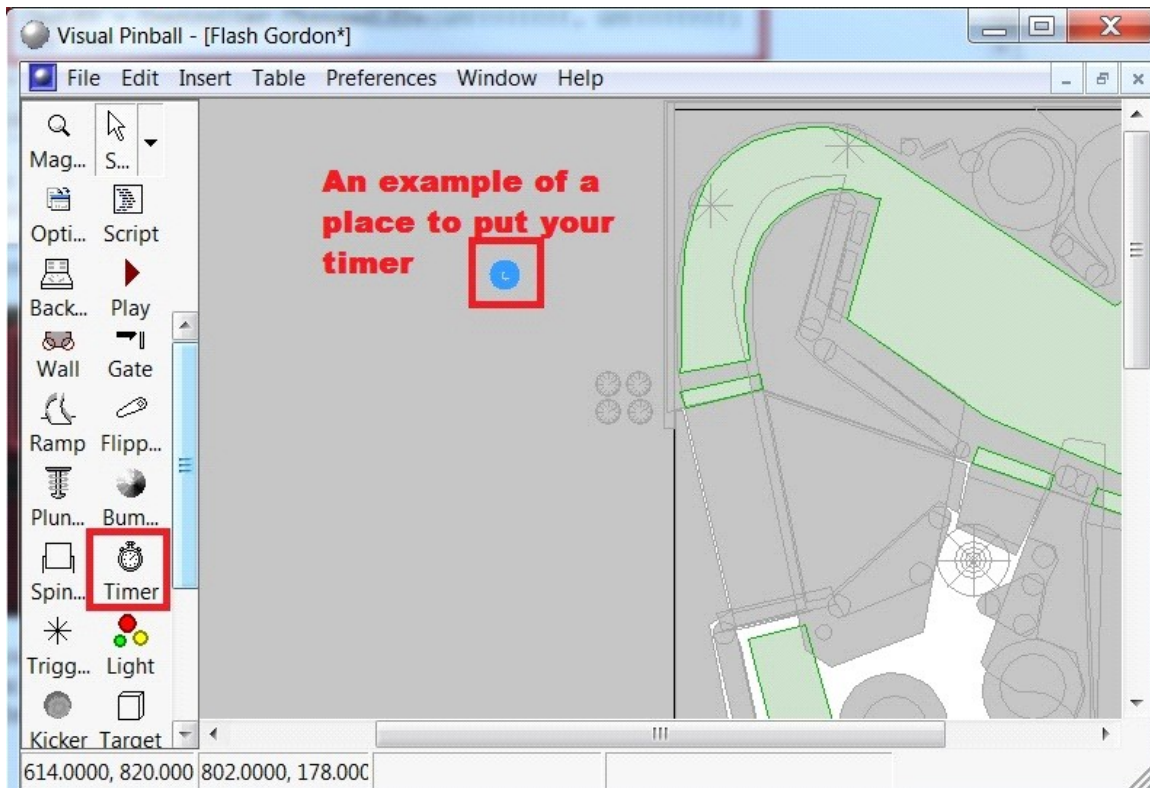 Visual Pinball - [Flash Gordon*]
File Edit Insert Table Preferences Window Help
Mag... S...
Opti... Script
Back... Play
Wall Gate
Ramp Flipp...
Plun... Bum...
Spin... Timer
Trigg... Light
Kicker Target
An example of a
place to put your
timer
614.0000, 820.000 802.0000, 178.000